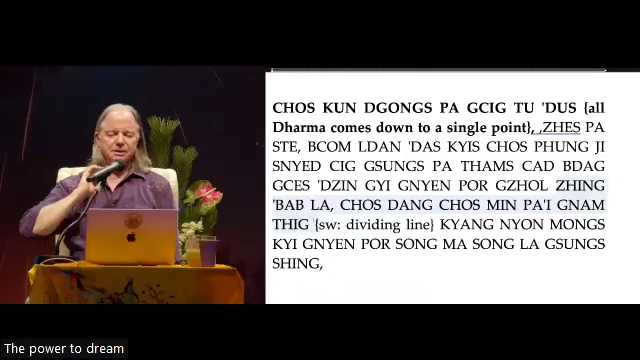 CHOS KUN DGONGS PA GCIG TU 'DUS {all
Dharma comes down to a single point}, ,ZHES PA
STE, BCOM LDAN 'DAS KYIS CHOS PHUNG JI
SNYED CIG GSUNGS PA THAMS CAD BDAG
GCES 'DZIN GYI GNYEN POR GZHOL ZHING
'BAB LA, CHOS DANG CHOS MIN PA'I GNAM
THIG {sw: dividing line} KYANG NYON MONGS
KYI GNYEN POR SONG MA SONG LA GSUNGS
SHING,
The power to dream